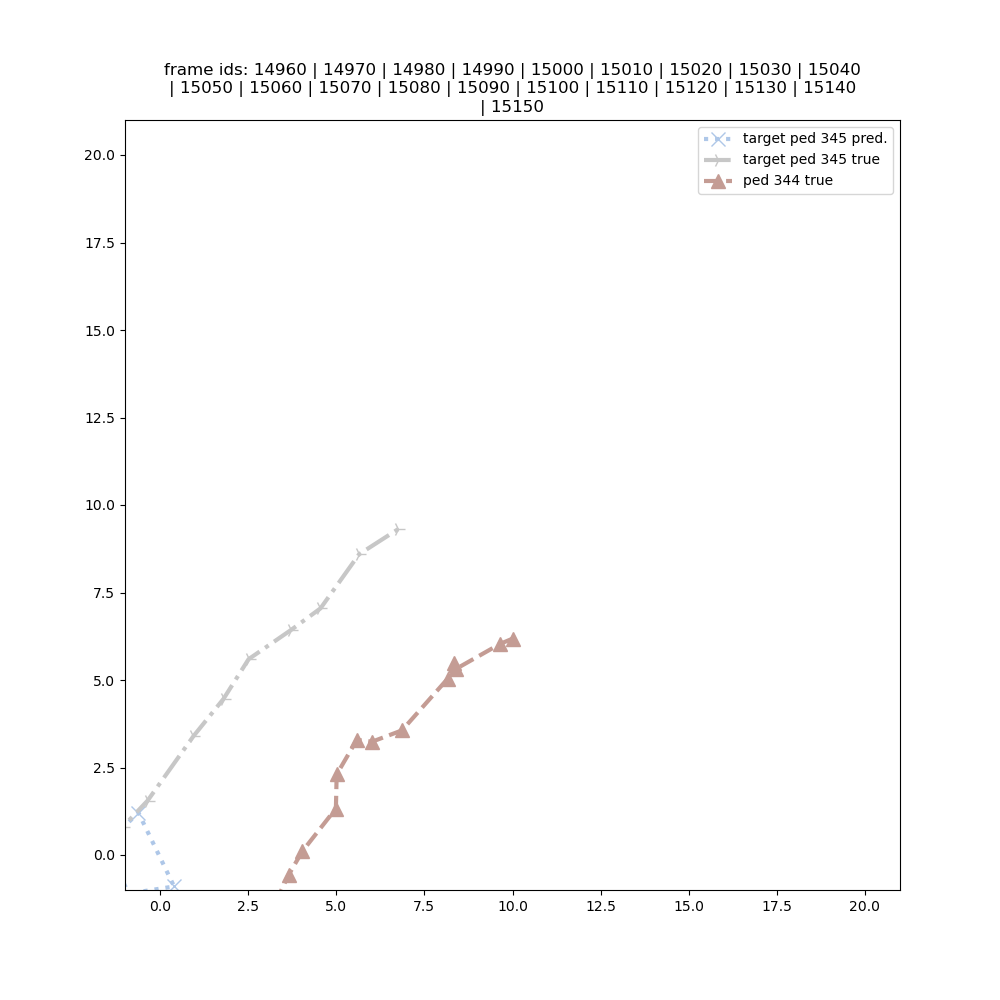 frame ids: 14960 | 14970 | 14980 | 14990 | 15000 | 15010 | 15020 | 15030 | 15040
| 15050 | 15060 | 15070 | 15080 | 15090 | 15100 | 15110 | 15120 | 15130 | 15140
| 15150
target ped 345 pred.
target ped 345 true
ped 344 true
20.0
17.5
15.0
12.5
10.0
7.5
5.0
2.5
0.0
0.0 2.5 5.0 7.5 10.0 12.5 15.0 17.5 20.0